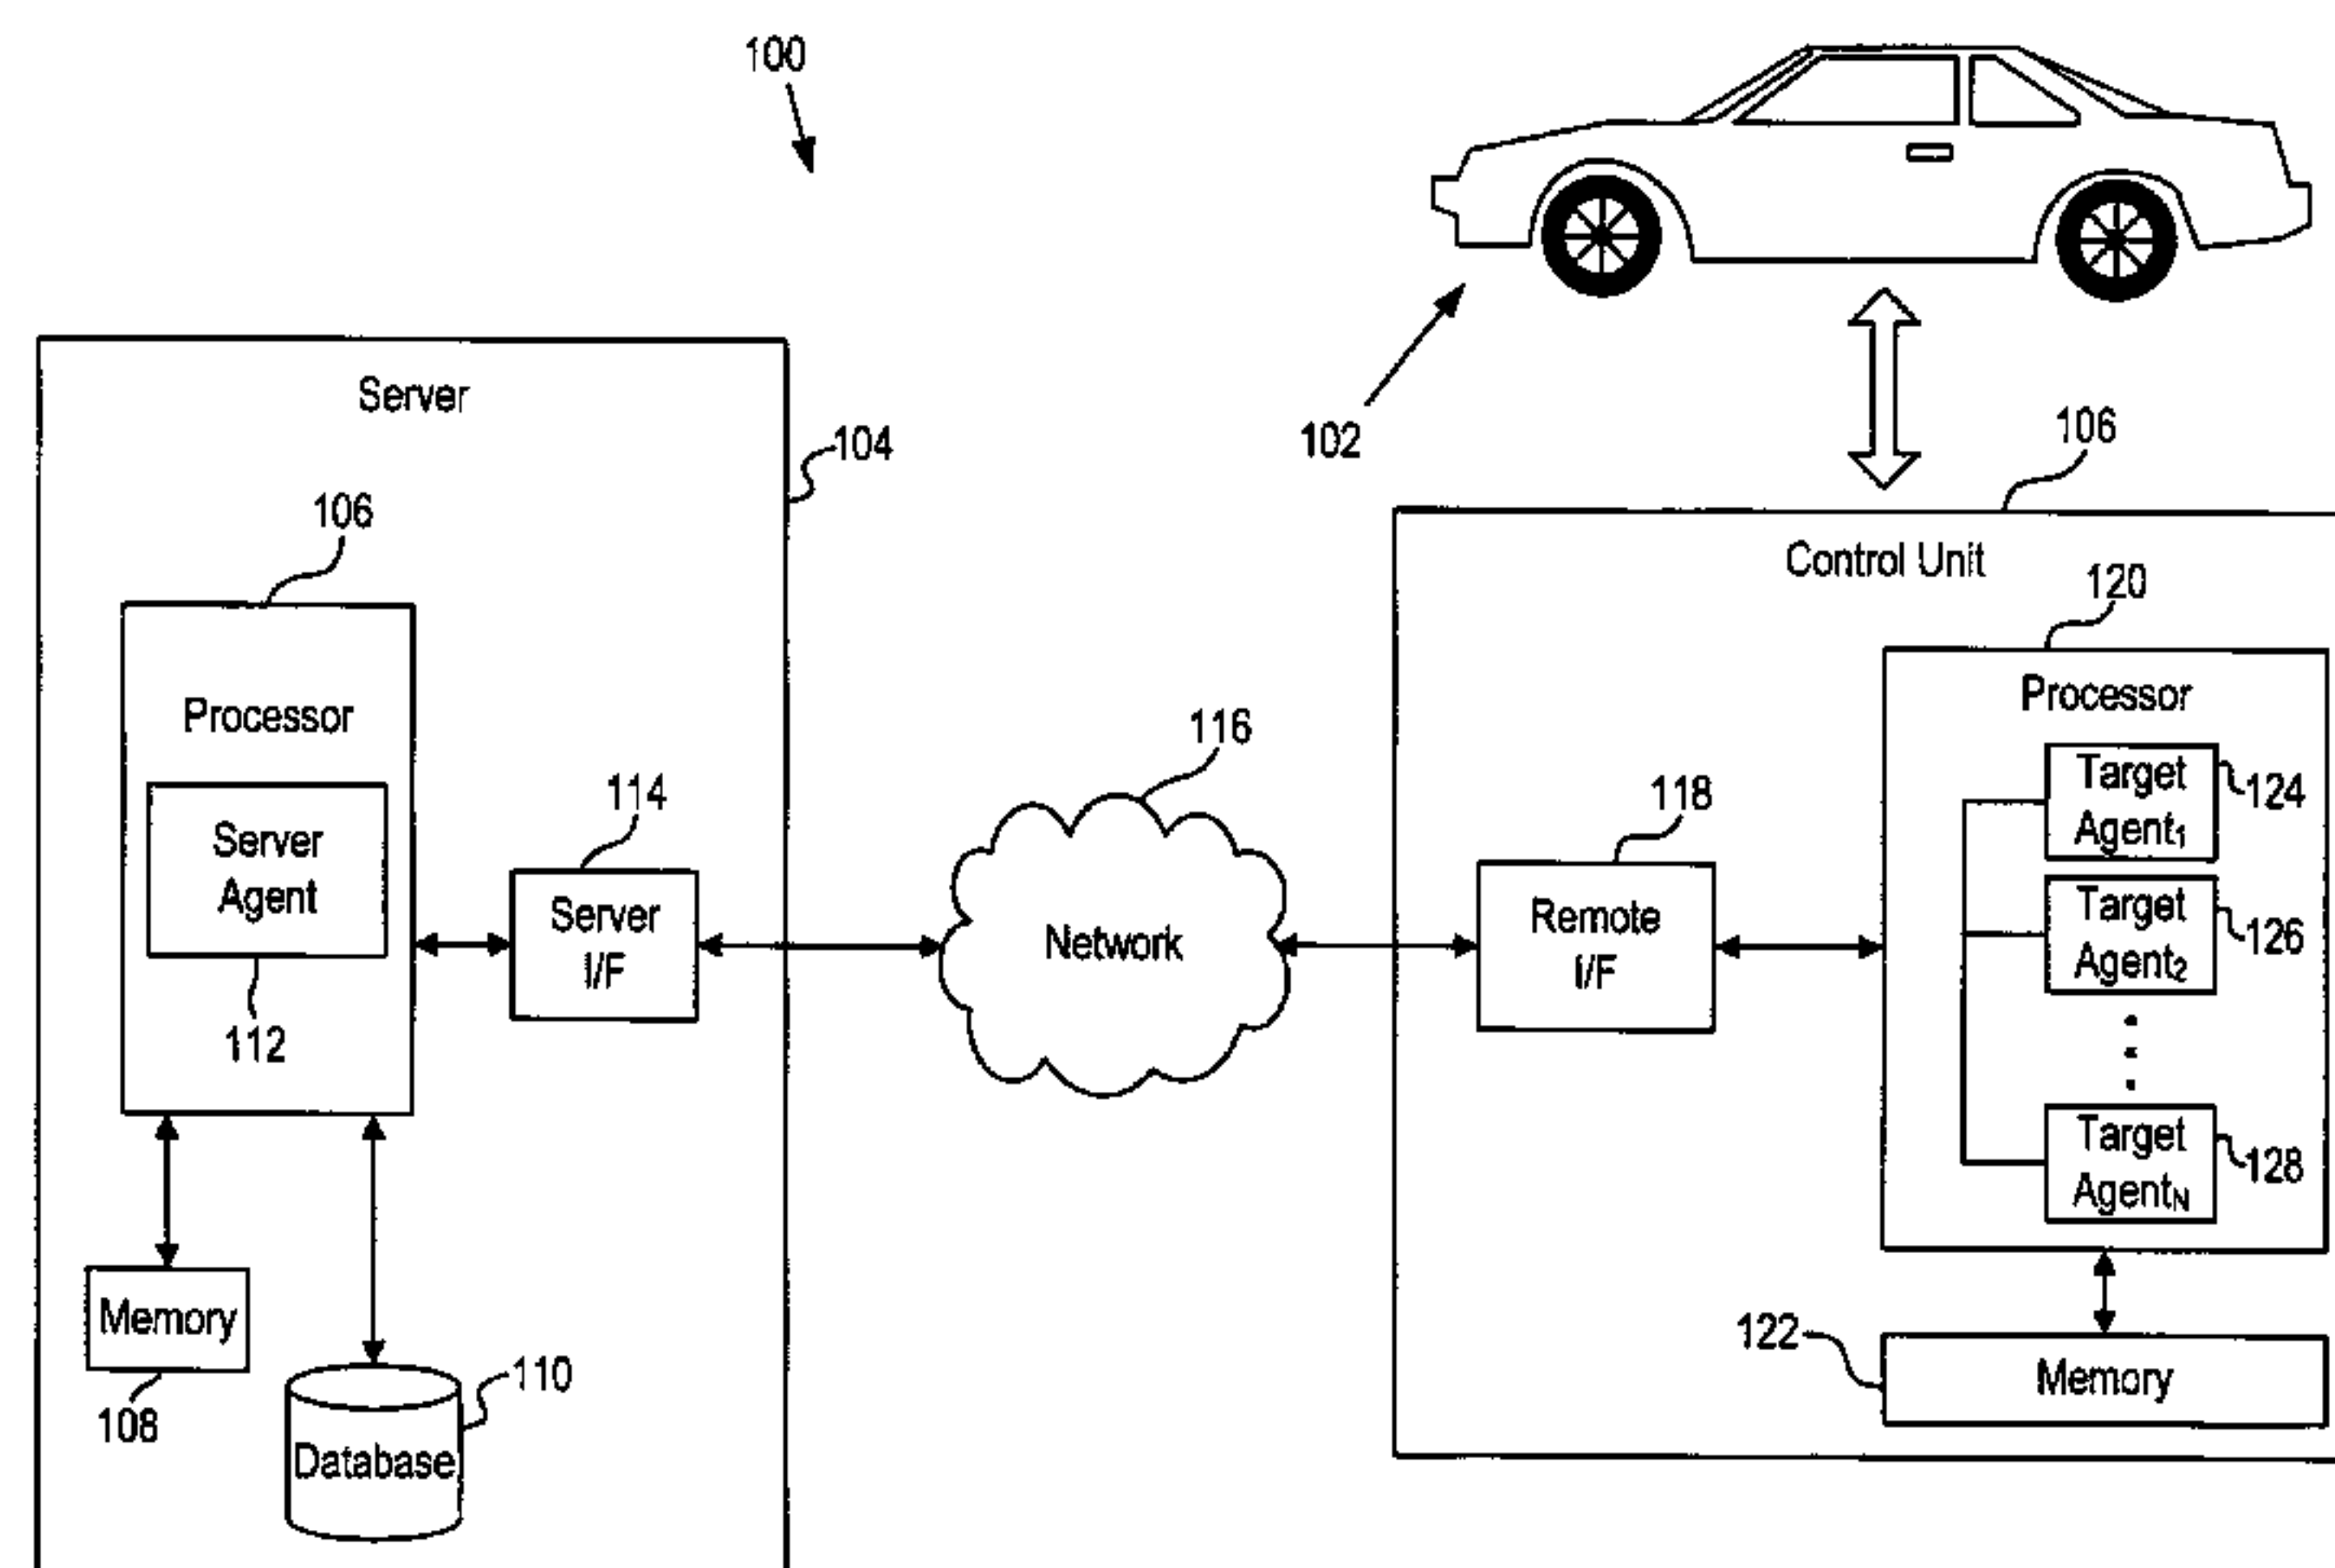 100
102
Server
104
106
Processor
Server
Agent
112
114
Server
I/F
Memory
108
Database
110
116
Network
106
Control Unit
118
Remote
I/F
120
Processor
Target
Agent₁
124
Target
Agent₂
126
Target
Agent_N
128
122
Memory